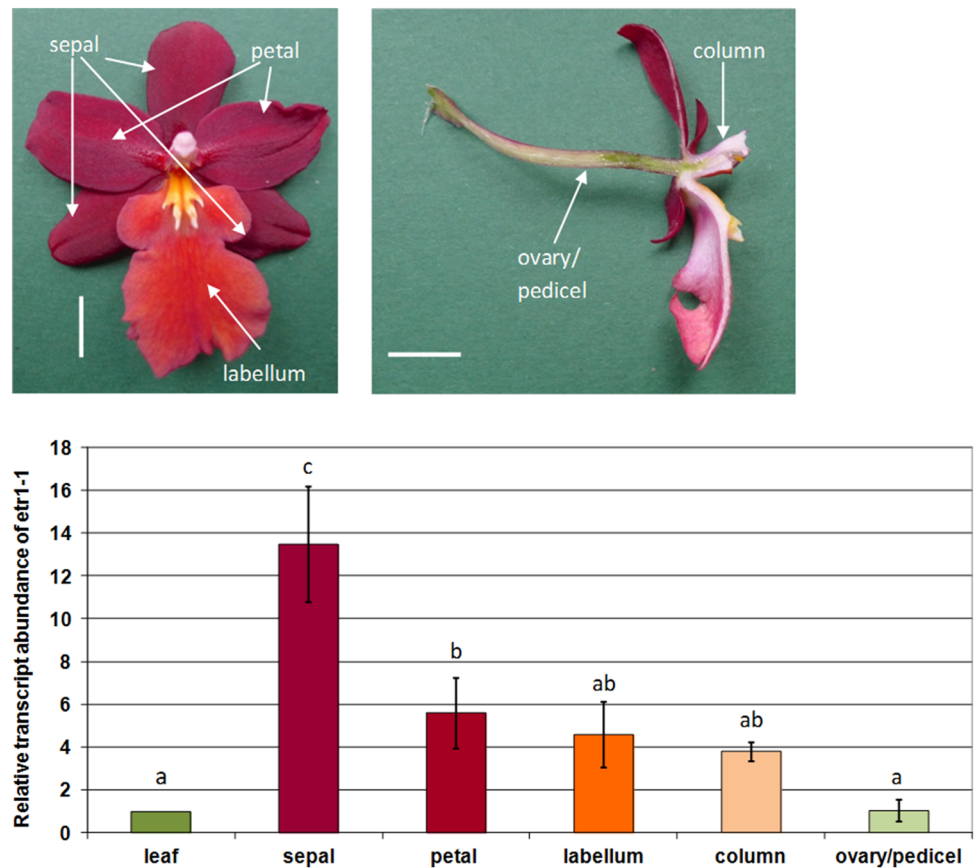 sepal
petal
labellum
column
ovary/
pedicel
Relative transcript abundance of etr1-1
18
16
14
12
10
8
6
4
2
0
a
c
b
ab
ab
a
leaf
sepal
petal
labellum
column
ovary/pedicel